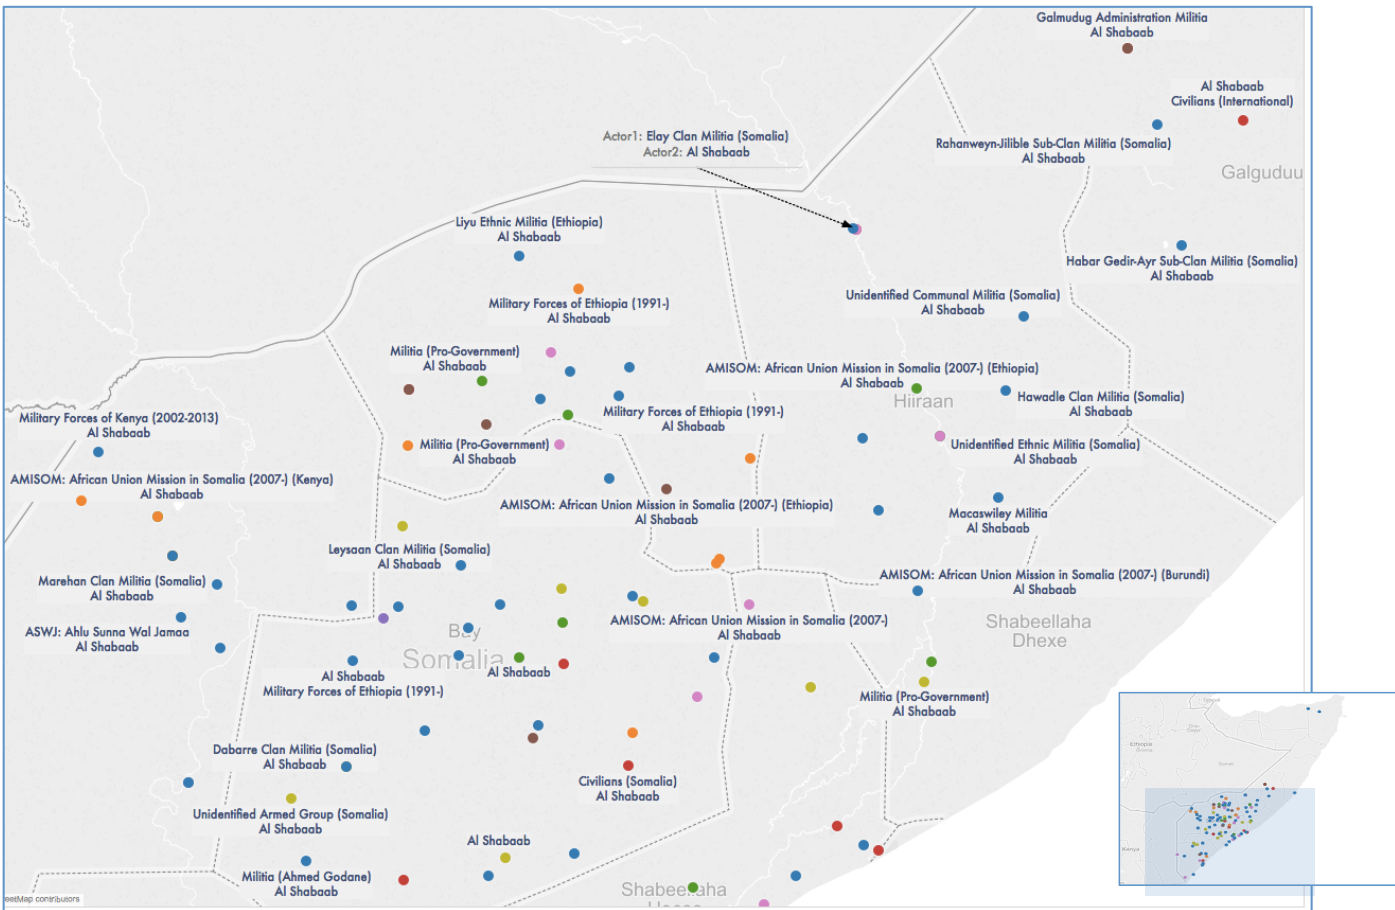 Galmudug Administration Militia
Al Shabaab
Al Shabaab
Civilians (International)
Actor1: Elay Clan Militia (Somalia)
Actor2: Al Shabaab
Rahanweyn-Jilible Sub-Clan Militia (Somalia)
Al Shabaab
Galguduu
Liyu Ethnic Militia (Ethiopia)
Al Shabaab
Habar Gedir-Ayr Sub-Clan Militia (Somalia)
Al Shabaab
Military Forces of Ethiopia (1991-)
Al Shabaab
Unidentified Communal Militia (Somalia)
Al Shabaab
Militia (Pro-Government)
Al Shabaab
AMISOM: African Union Mission in Somalia (2007-) (Ethiopia)
Al Shabaab
Hiiraan
Hawadle Clan Militia (Somalia)
Al Shabaab
Military Forces of Kenya (2002-2013)
Al Shabaab
Military Forces of Ethiopia (1991-)
Al Shabaab
Militia (Pro-Government)
Al Shabaab
Unidentified Ethnic Militia (Somalia)
Al Shabaab
AMISOM: African Union Mission in Somalia (2007-) (Kenya)
Al Shabaab
AMISOM: African Union Mission in Somalia (2007-) (Ethiopia)
Al Shabaab
Macaswiley Militia
Al Shabaab
Leysaan Clan Militia (Somalia)
Al Shabaab
Marehan Clan Militia (Somalia)
Al Shabaab
AMISOM: African Union Mission in Somalia (2007-) (Burundi)
Al Shabaab
ASWJ: Ahlu Sunna Wal Jamaa
Al Shabaab
Bay
Somalia
AMISOM: African Union Mission in Somalia (2007-)
Al Shabaab
Shabeellaha
Dhexe
Al Shabaab
Military Forces of Ethiopia (1991-)
Al Shabaab
Militia (Pro-Government)
Al Shabaab
Dabarre Clan Militia (Somalia)
Al Shabaab
Civilians (Somalia)
Al Shabaab
Unidentified Armed Group (Somalia)
Al Shabaab
Al Shabaab
Militia (Ahmed Godane)
Al Shabaab
Shabeellaha
eetMap contributors
Ethiopia
Somali
Kenya